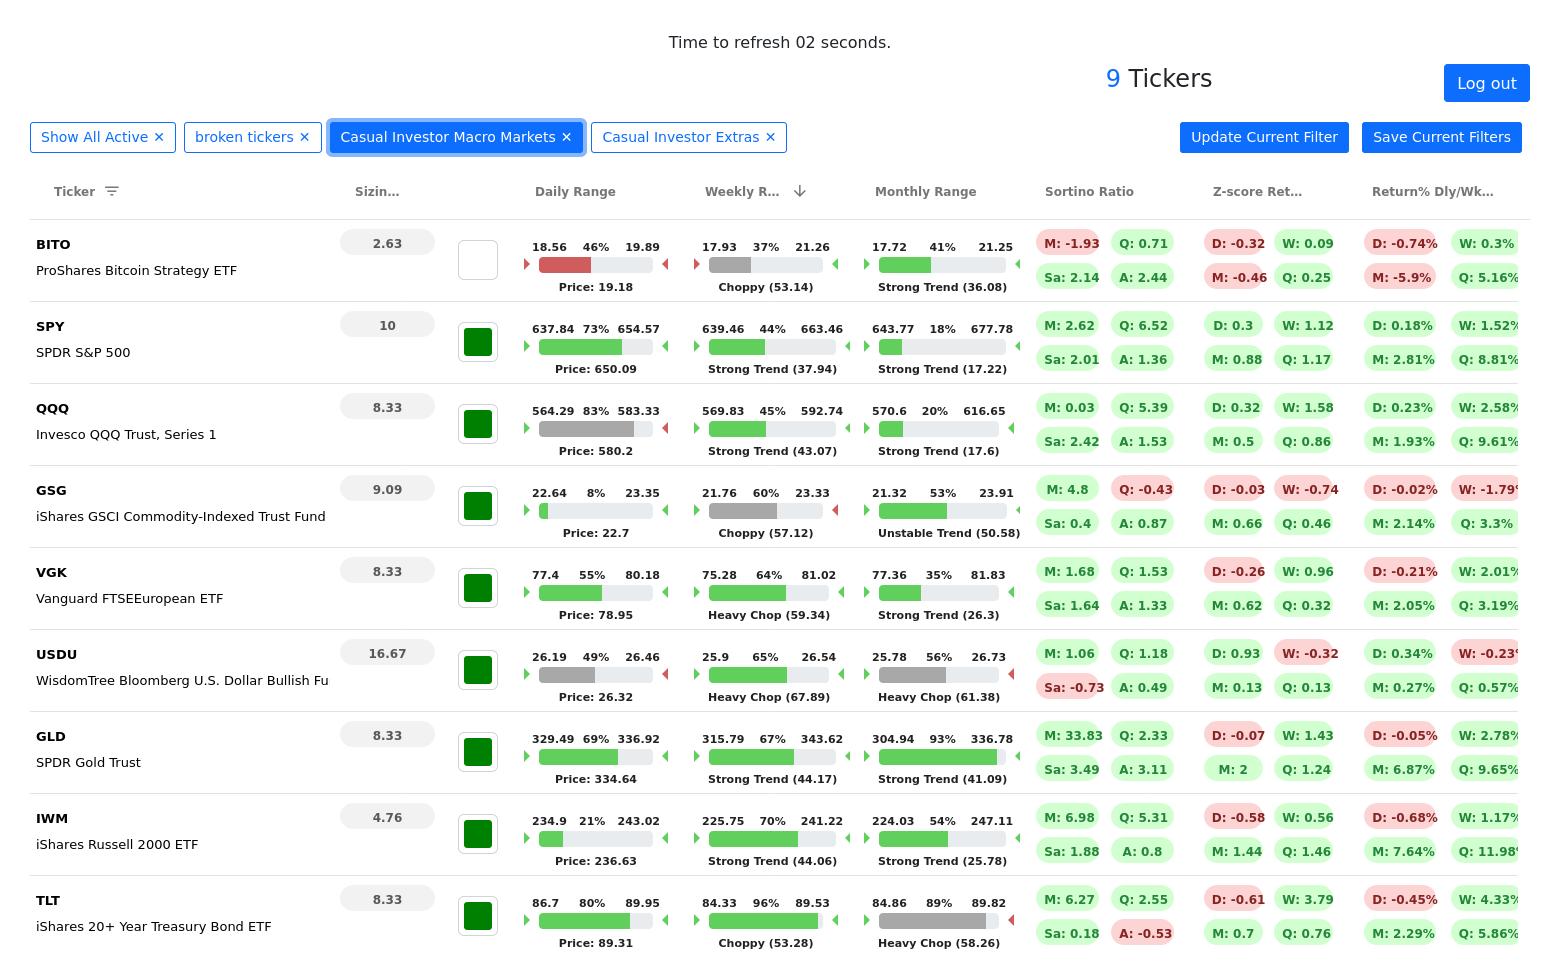 Time to refresh 02 seconds.
9 Tickers
Log out
Show All Active ✕ broken tickers ✕ Casual Investor Macro Markets ✕ Casual Investor Extras ✕ Update Current Filter Save Current Filters
Ticker Sizin… Daily Range Weekly R… Monthly Range Sortino Ratio Z-score Ret… Return% Dly/Wk…
BITO 2.63 18.56 46% 19.89 17.93 37% 21.26 17.72 41% 21.25 M: -1.93 Q: 0.71 D: -0.32 W: 0.09 D: -0.74% W: 0.3%
ProShares Bitcoin Strategy ETF Price: 19.18 Choppy (53.14) Strong Trend (36.08) Sa: 2.14 A: 2.44 M: -0.46 Q: 0.25 M: -5.9% Q: 5.16%
SPY 10 637.84 73% 654.57 639.46 44% 663.46 643.77 18% 677.78 M: 2.62 Q: 6.52 D: 0.3 W: 1.12 D: 0.18% W: 1.52%
SPDR S&P 500 Price: 650.09 Strong Trend (37.94) Strong Trend (17.22) Sa: 2.01 A: 1.36 M: 0.88 Q: 1.17 M: 2.81% Q: 8.81%
QQQ 8.33 564.29 83% 583.33 569.83 45% 592.74 570.6 20% 616.65 M: 0.03 Q: 5.39 D: 0.32 W: 1.58 D: 0.23% W: 2.58%
Invesco QQQ Trust, Series 1 Price: 580.2 Strong Trend (43.07) Strong Trend (17.6) Sa: 2.42 A: 1.53 M: 0.5 Q: 0.86 M: 1.93% Q: 9.61%
GSG 9.09 22.64 8% 23.35 21.76 60% 23.33 21.32 53% 23.91 M: 4.8 Q: -0.43 D: -0.03 W: -0.74 D: -0.02% W: -1.79%
iShares GSCI Commodity-Indexed Trust Fund Price: 22.7 Choppy (57.12) Unstable Trend (50.58) Sa: 0.4 A: 0.87 M: 0.66 Q: 0.46 M: 2.14% Q: 3.3%
VGK 8.33 77.4 55% 80.18 75.28 64% 81.02 77.36 35% 81.83 M: 1.68 Q: 1.53 D: -0.26 W: 0.96 D: -0.21% W: 2.01%
Vanguard FTSEEuropean ETF Price: 78.95 Heavy Chop (59.34) Strong Trend (26.3) Sa: 1.64 A: 1.33 M: 0.62 Q: 0.32 M: 2.05% Q: 3.19%
USDU 16.67 26.19 49% 26.46 25.9 65% 26.54 25.78 56% 26.73 M: 1.06 Q: 1.18 D: 0.93 W: -0.32 D: 0.34% W: -0.23%
WisdomTree Bloomberg U.S. Dollar Bullish Fu Price: 26.32 Heavy Chop (67.89) Heavy Chop (61.38) Sa: -0.73 A: 0.49 M: 0.13 Q: 0.13 M: 0.27% Q: 0.57%
GLD 8.33 329.49 69% 336.92 315.79 67% 343.62 304.94 93% 336.78 M: 33.83 Q: 2.33 D: -0.07 W: 1.43 D: -0.05% W: 2.78%
SPDR Gold Trust Price: 334.64 Strong Trend (44.17) Strong Trend (41.09) Sa: 3.49 A: 3.11 M: 2 Q: 1.24 M: 6.87% Q: 9.65%
IWM 4.76 234.9 21% 243.02 225.75 70% 241.22 224.03 54% 247.11 M: 6.98 Q: 5.31 D: -0.58 W: 0.56 D: -0.68% W: 1.17%
iShares Russell 2000 ETF Price: 236.63 Strong Trend (44.06) Strong Trend (25.78) Sa: 1.88 A: 0.8 M: 1.44 Q: 1.46 M: 7.64% Q: 11.98%
TLT 8.33 86.7 80% 89.95 84.33 96% 89.53 84.86 89% 89.82 M: 6.27 Q: 2.55 D: -0.61 W: 3.79 D: -0.45% W: 4.33%
iShares 20+ Year Treasury Bond ETF Price: 89.31 Choppy (53.28) Heavy Chop (58.26) Sa: 0.18 A: -0.53 M: 0.7 Q: 0.76 M: 2.29% Q: 5.86%